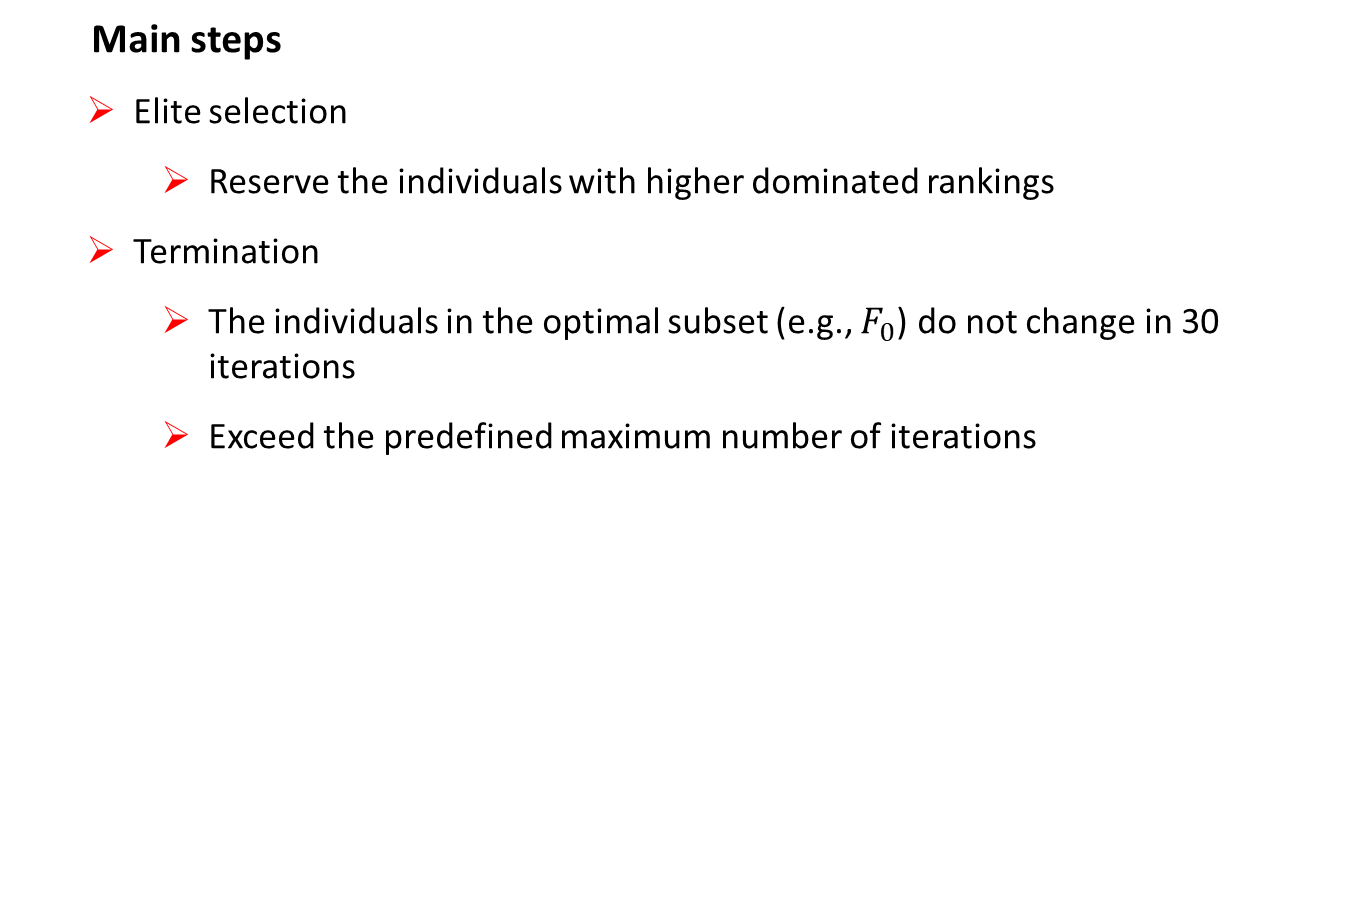 Main steps
Elite selection
Reserve the individuals with higher dominated rankings
Termination
The individuals in the optimal subset (e.g., F₀) do not change in 30
iterations
Exceed the predefined maximum number of iterations